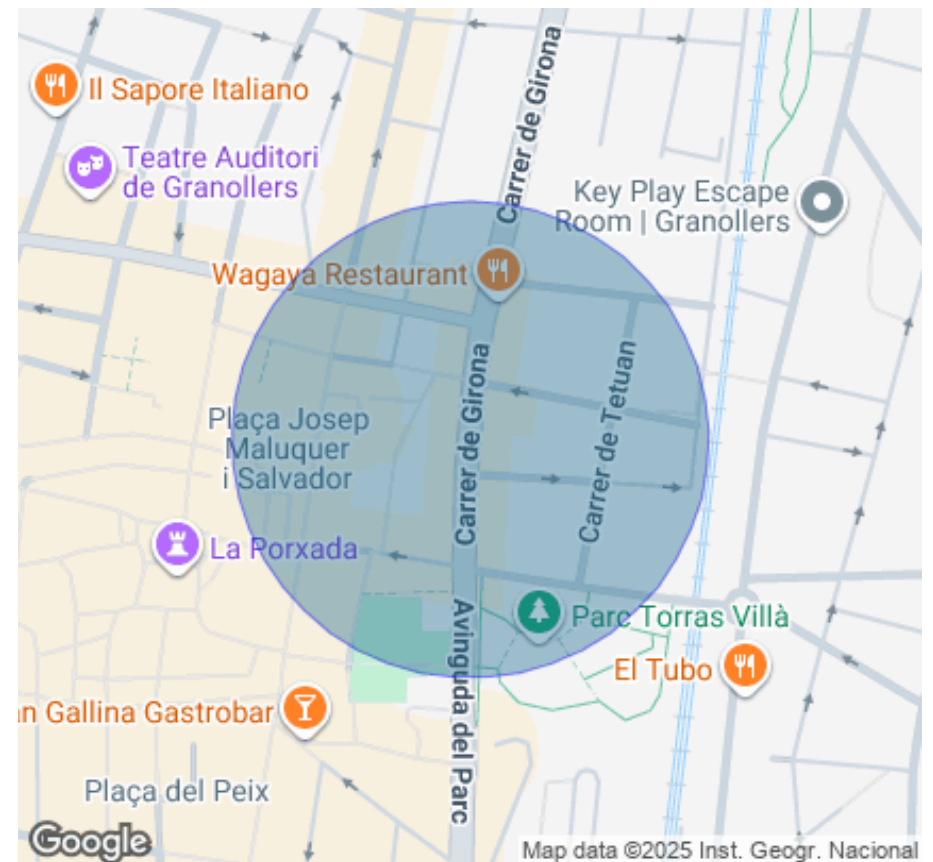 Il Sapore Italiano
Teatre Auditori
de Granollers
Carrer de Girona
Key Play Escape
Room | Granollers
Wagaya Restaurant
Carrer de Girona
Carrer de Tetuan
Plaça Josep
Maluquer
i Salvador
La Porxada
Parc Torras Villà
El Tubo
Avinguda del Parc
an Gallina Gastrobar
Plaça del Peix
Google
Map data ©2025 Inst. Geogr. Nacional